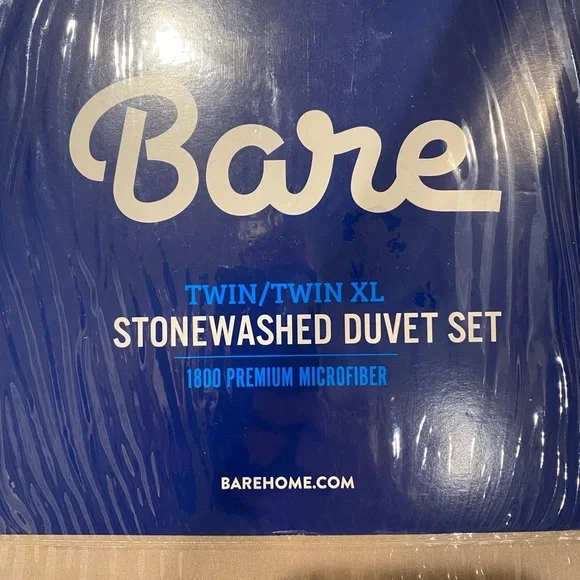 Bare
TWIN/TWIN XL
STONEWASHED DUVET SET
1800 PREMIUM MICROFIBER
BAREHOME.COM